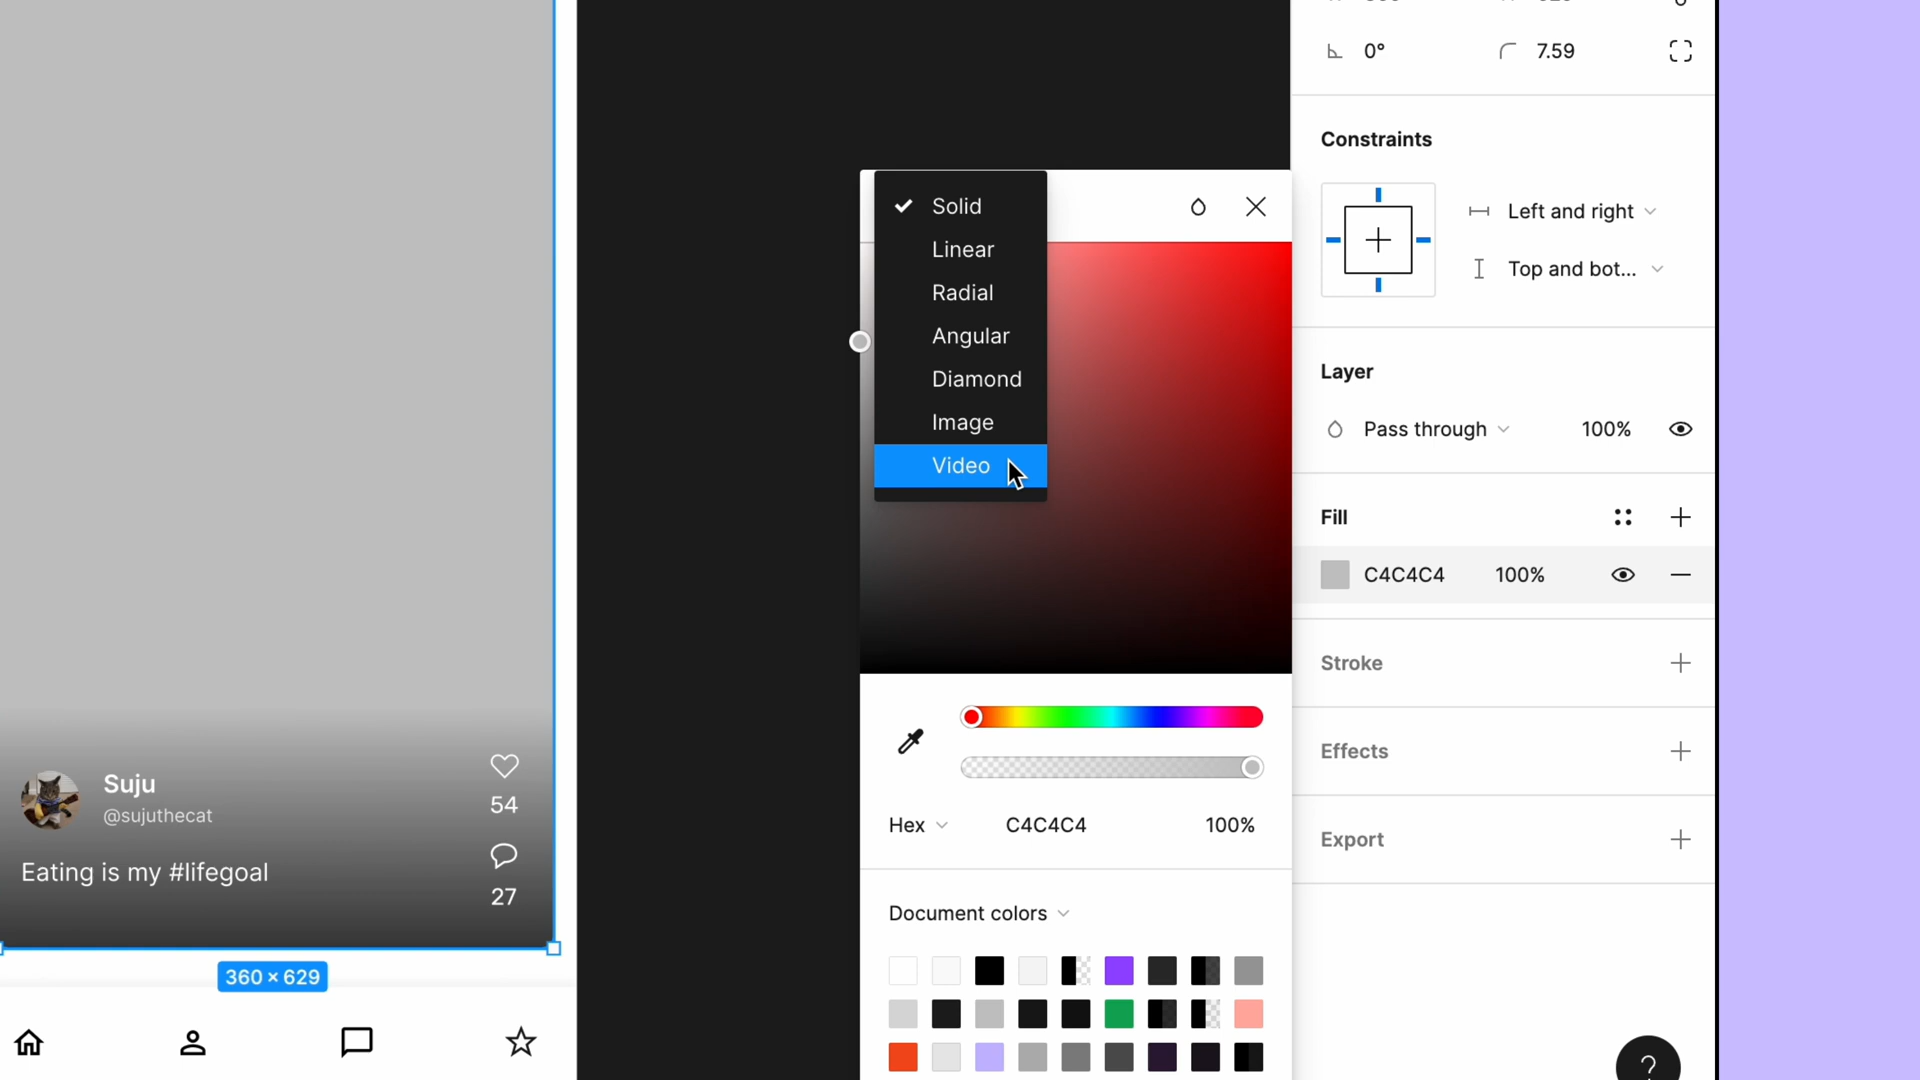 0°
7.59
Constraints
Left and right
Top and bot...
Solid
Linear
Radial
Angular
Diamond
Image
Video
Layer
Pass through
100%
Fill
C4C4C4
100%
Stroke
Effects
Export
Hex
C4C4C4
100%
Document colors
Suju
@sujuthecat
Eating is my #lifegoal
54
27
360 × 629
?